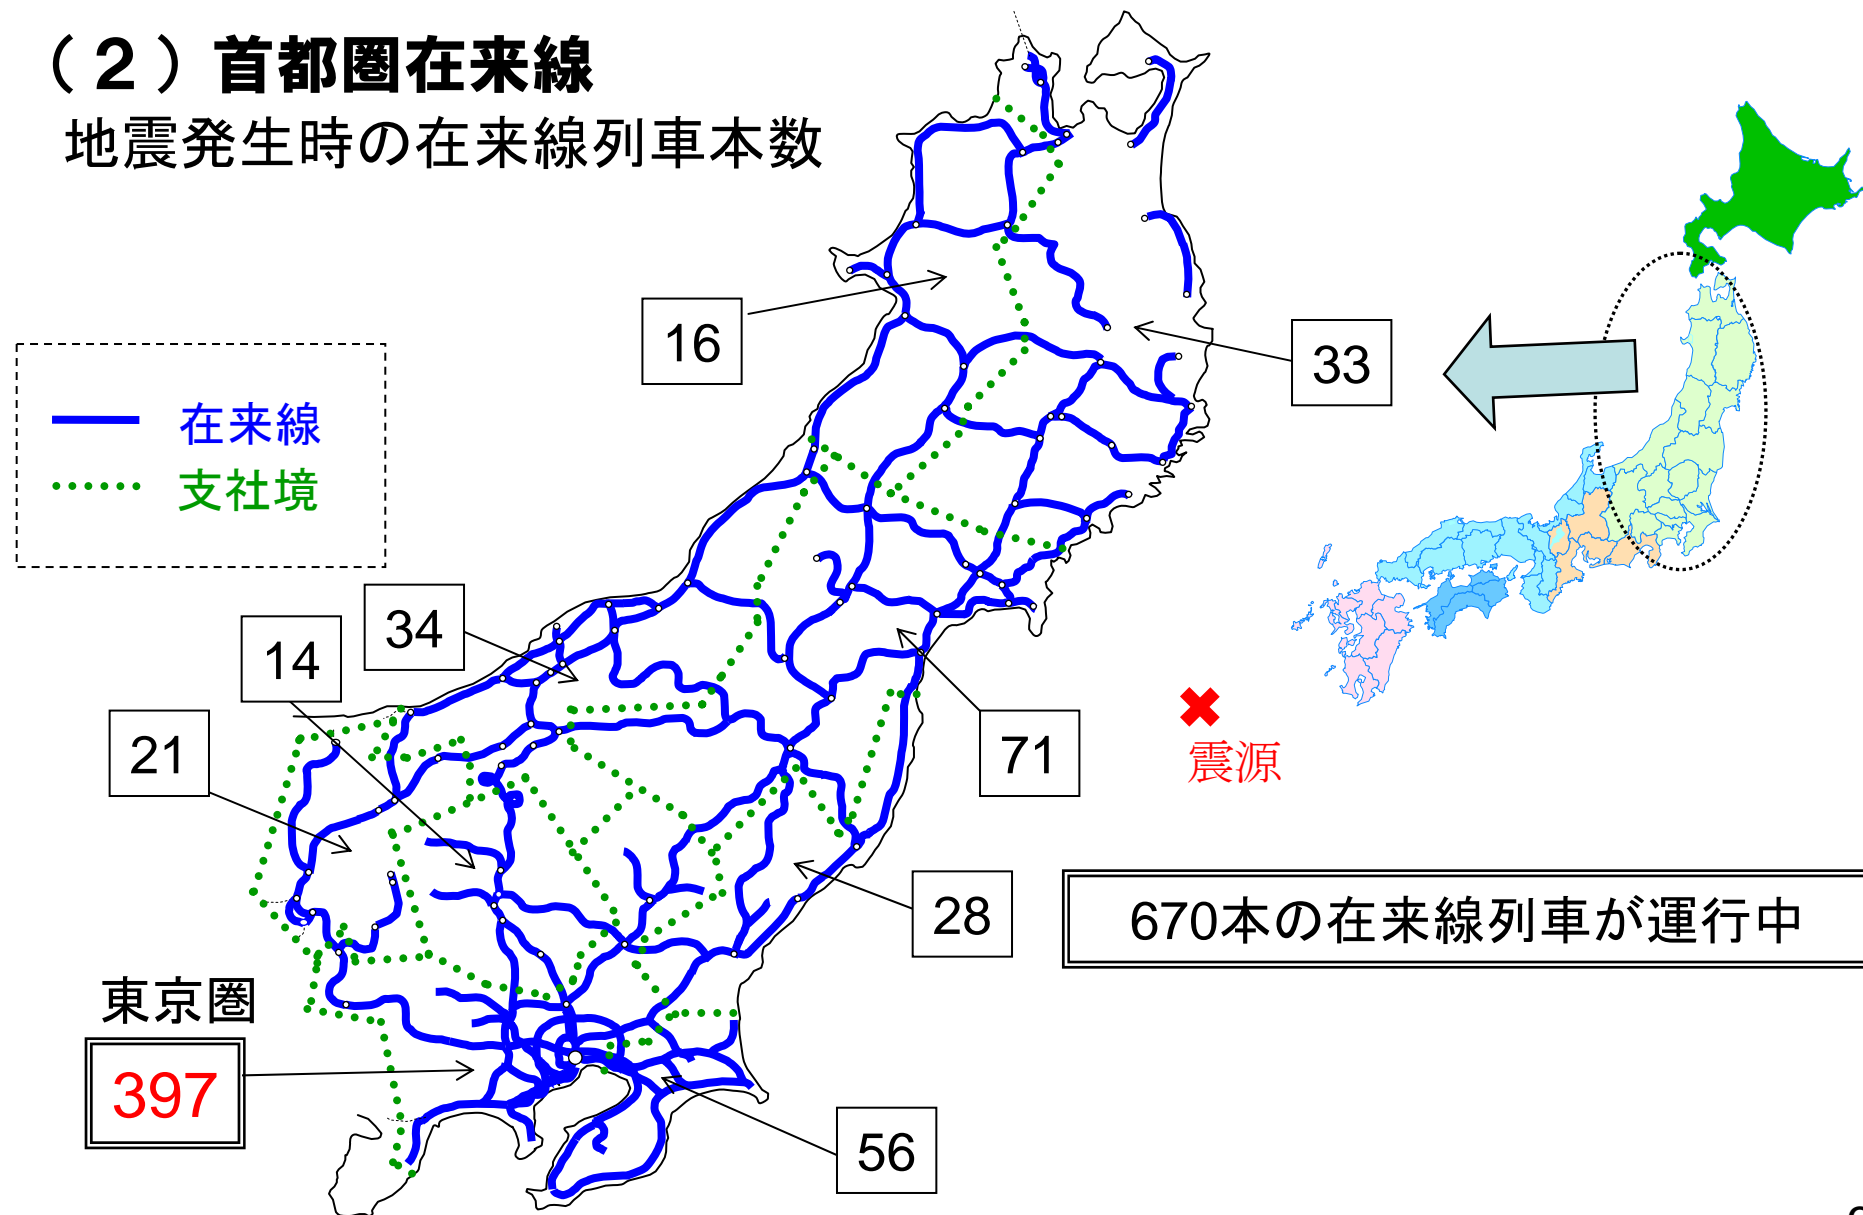 （２）首都圏在来線
地震発生時の在来線列車本数
16
33
在来線
支社境
34
14
21
71
震源
28
670本の在来線列車が運行中
東京圏
397
56